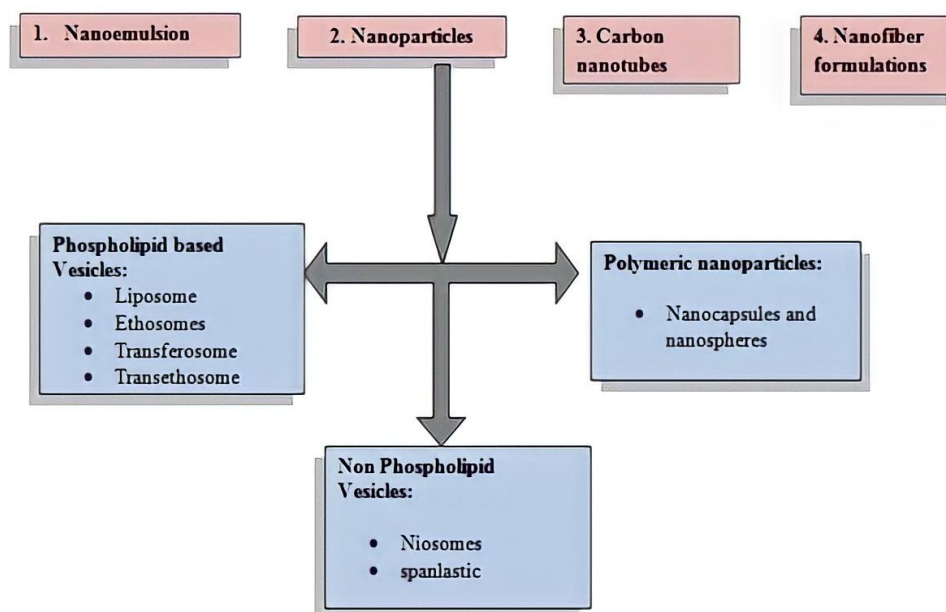 1. Nanoemulsion
2. Nanoparticles
3. Carbon
nanotubes
4. Nanofiber
formulations
Phospholipid based
Vesicles:
• Liposome
• Ethosomes
• Transferosome
• Transethosome
Polymeric nanoparticles:
• Nanocapsules and
nanospheres
Non Phospholipid
Vesicles:
• Niosomes
• spanlastic